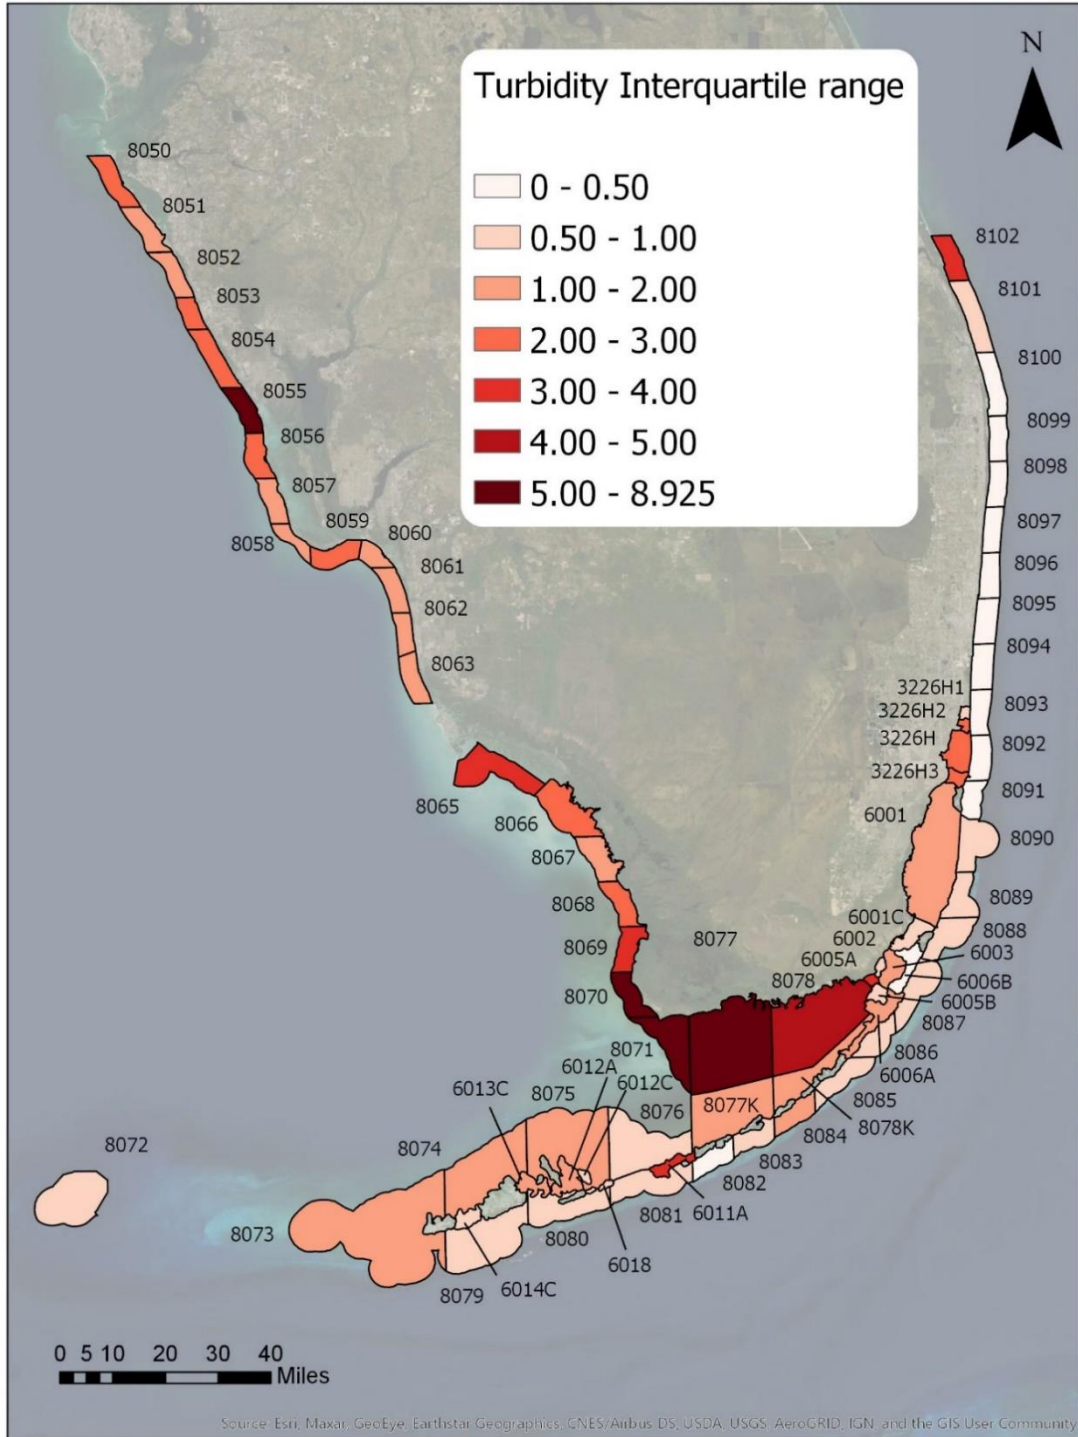 N
Turbidity Interquartile range
0 - 0.50
0.50 - 1.00
1.00 - 2.00
2.00 - 3.00
3.00 - 4.00
4.00 - 5.00
5.00 - 8.925
8050
8051
8052
8053
8054
8055
8056
8057
8058
8059
8060
8061
8062
8063
8065
8066
8067
8068
8069
8070
8071
8102
8101
8100
8099
8098
8097
8096
8095
8094
8093
8092
8091
8090
8089
8088
3226H1
3226H2
3226H
3226H3
6001
6001C
6002
6005A
6003
6006B
6005B
8087
8086
6006A
8085
8078K
8084
8083
8082
6011A
8081
8077
8078
8077K
8076
6012C
6012A
8075
6013C
8074
8072
8073
8079
6014C
8080
6018
0 5 10 20 30 40
Miles
Source: Esri, Maxar, GeoEye, Earthstar Geographics, CNES/Airbus DS, USDA, USGS, AeroGRID, IGN, and the GIS User Community